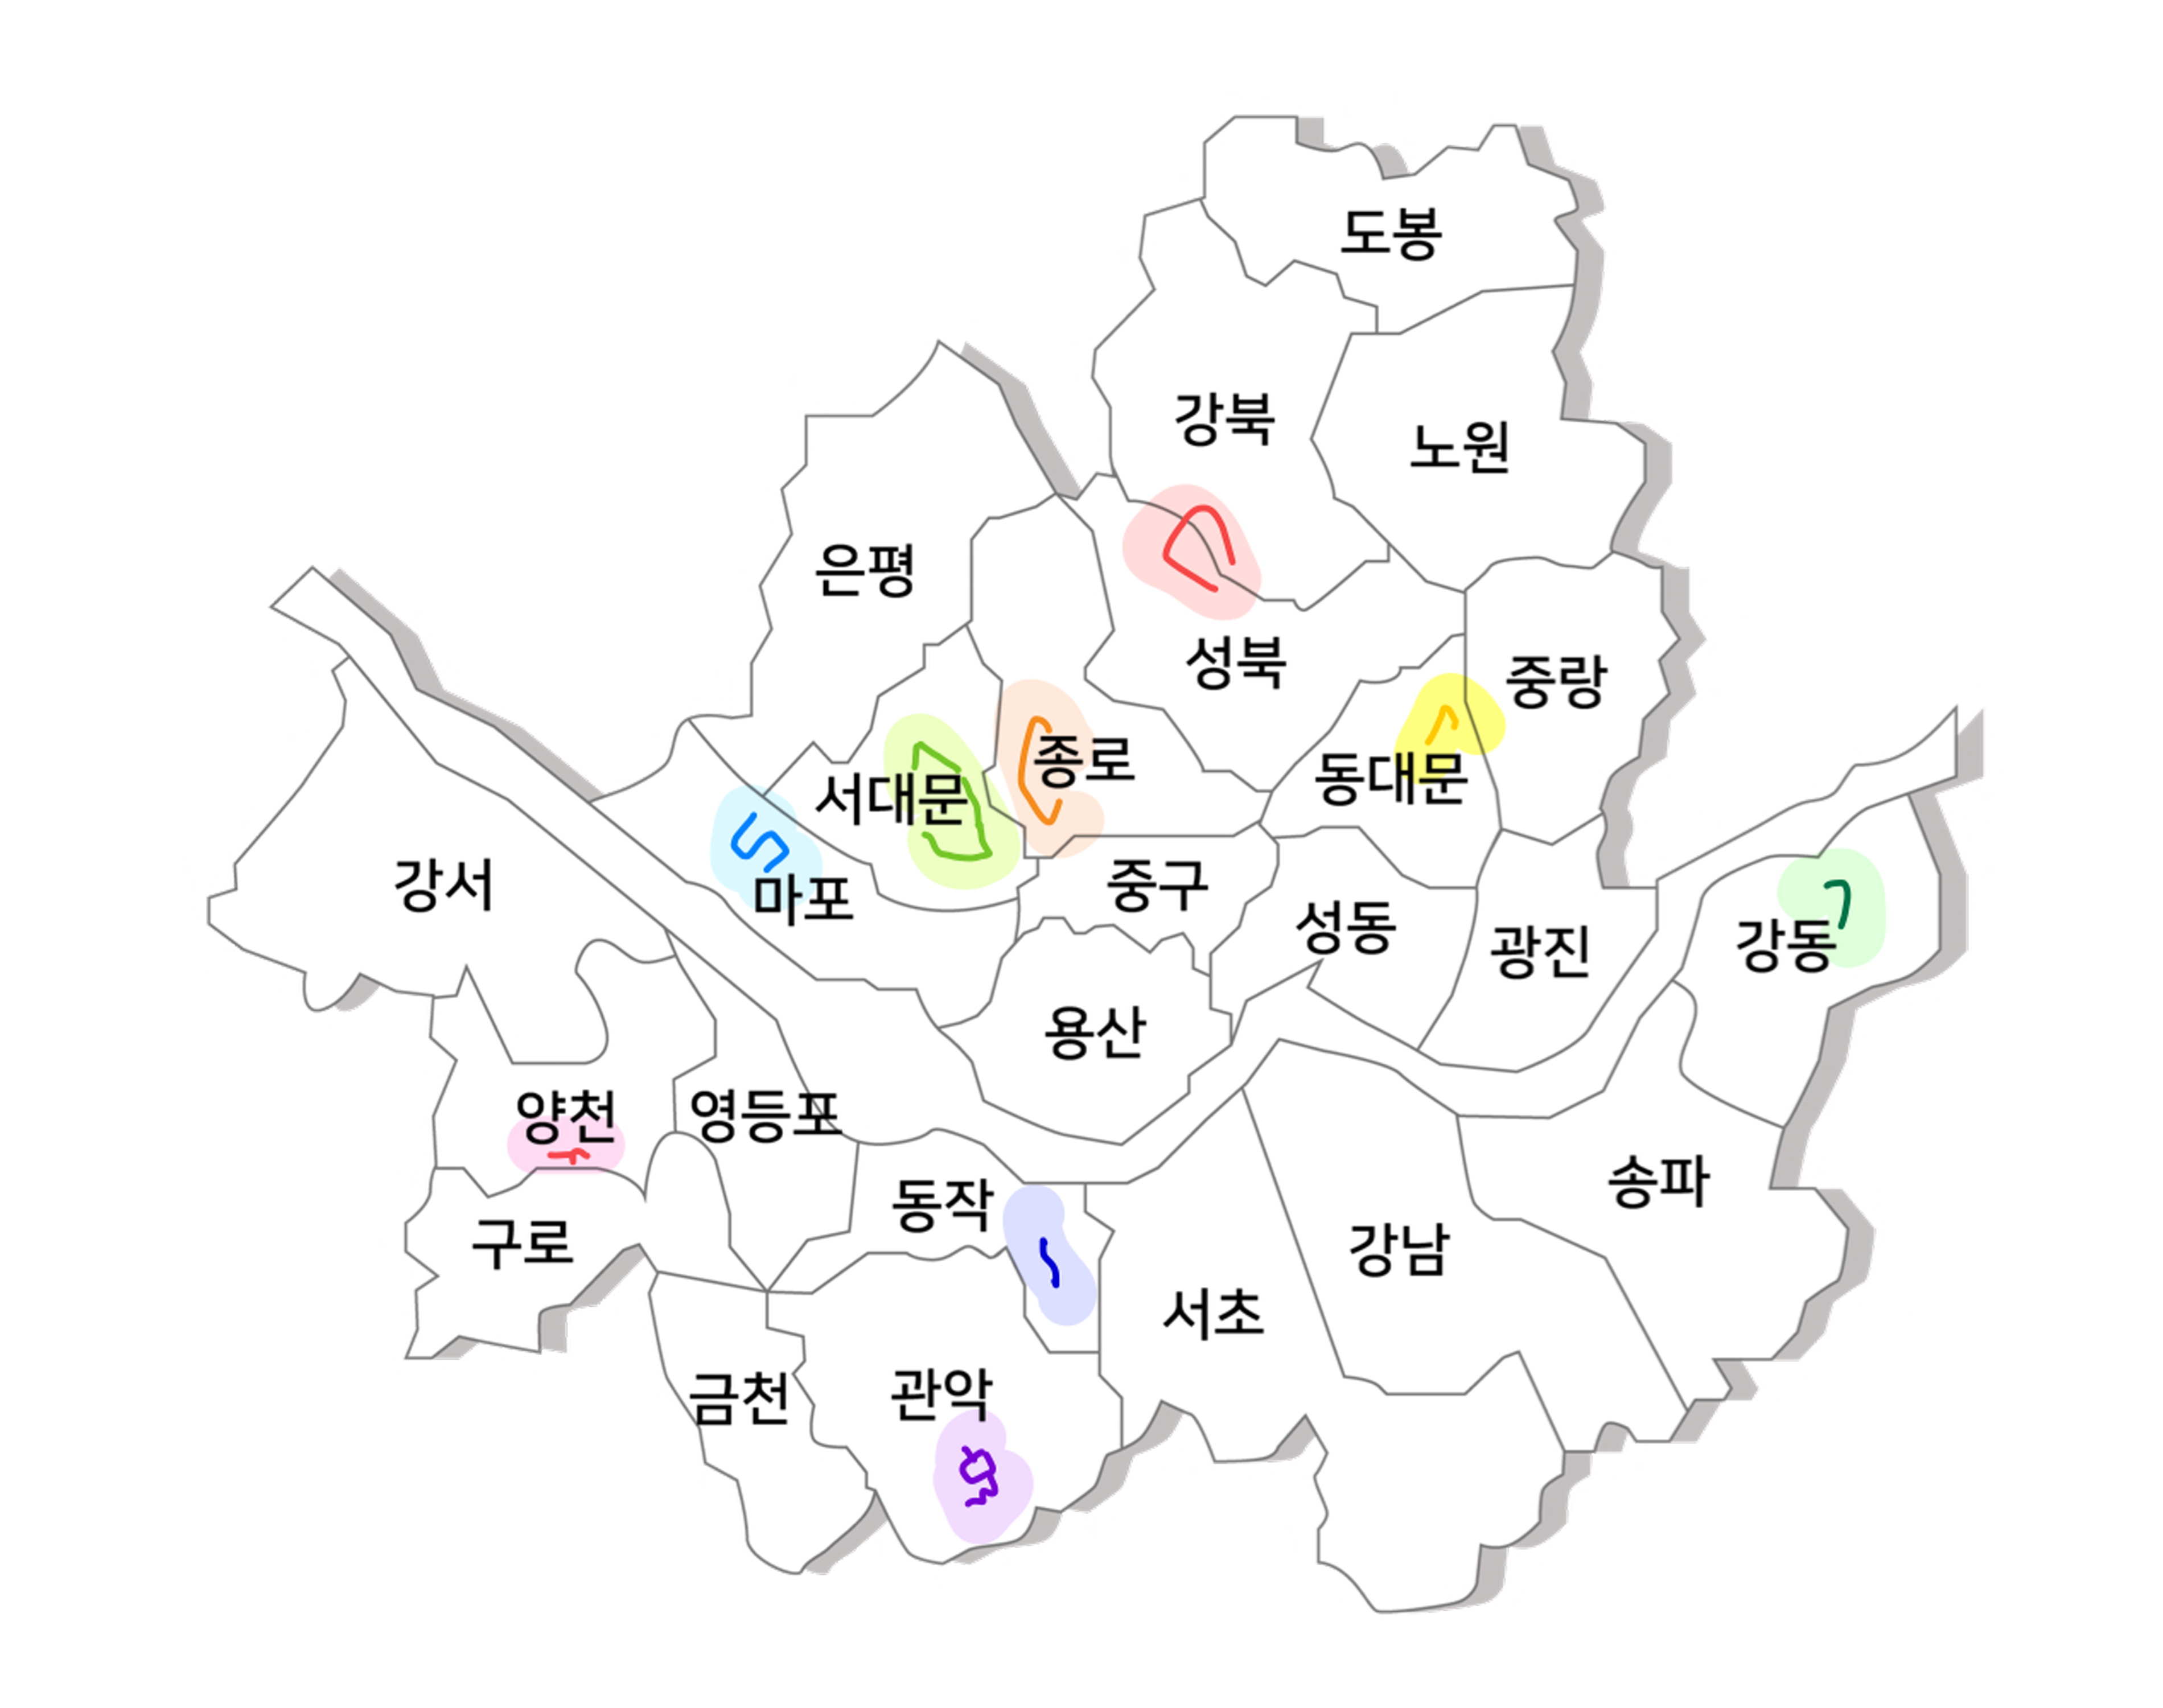 도봉
강북
노원
은평
성북
중랑
종로
동대문
서대문
강서
마포
중구
성동
광진
강동
용산
양천
영등포
동작
송파
구로
강남
서초
금천
관악